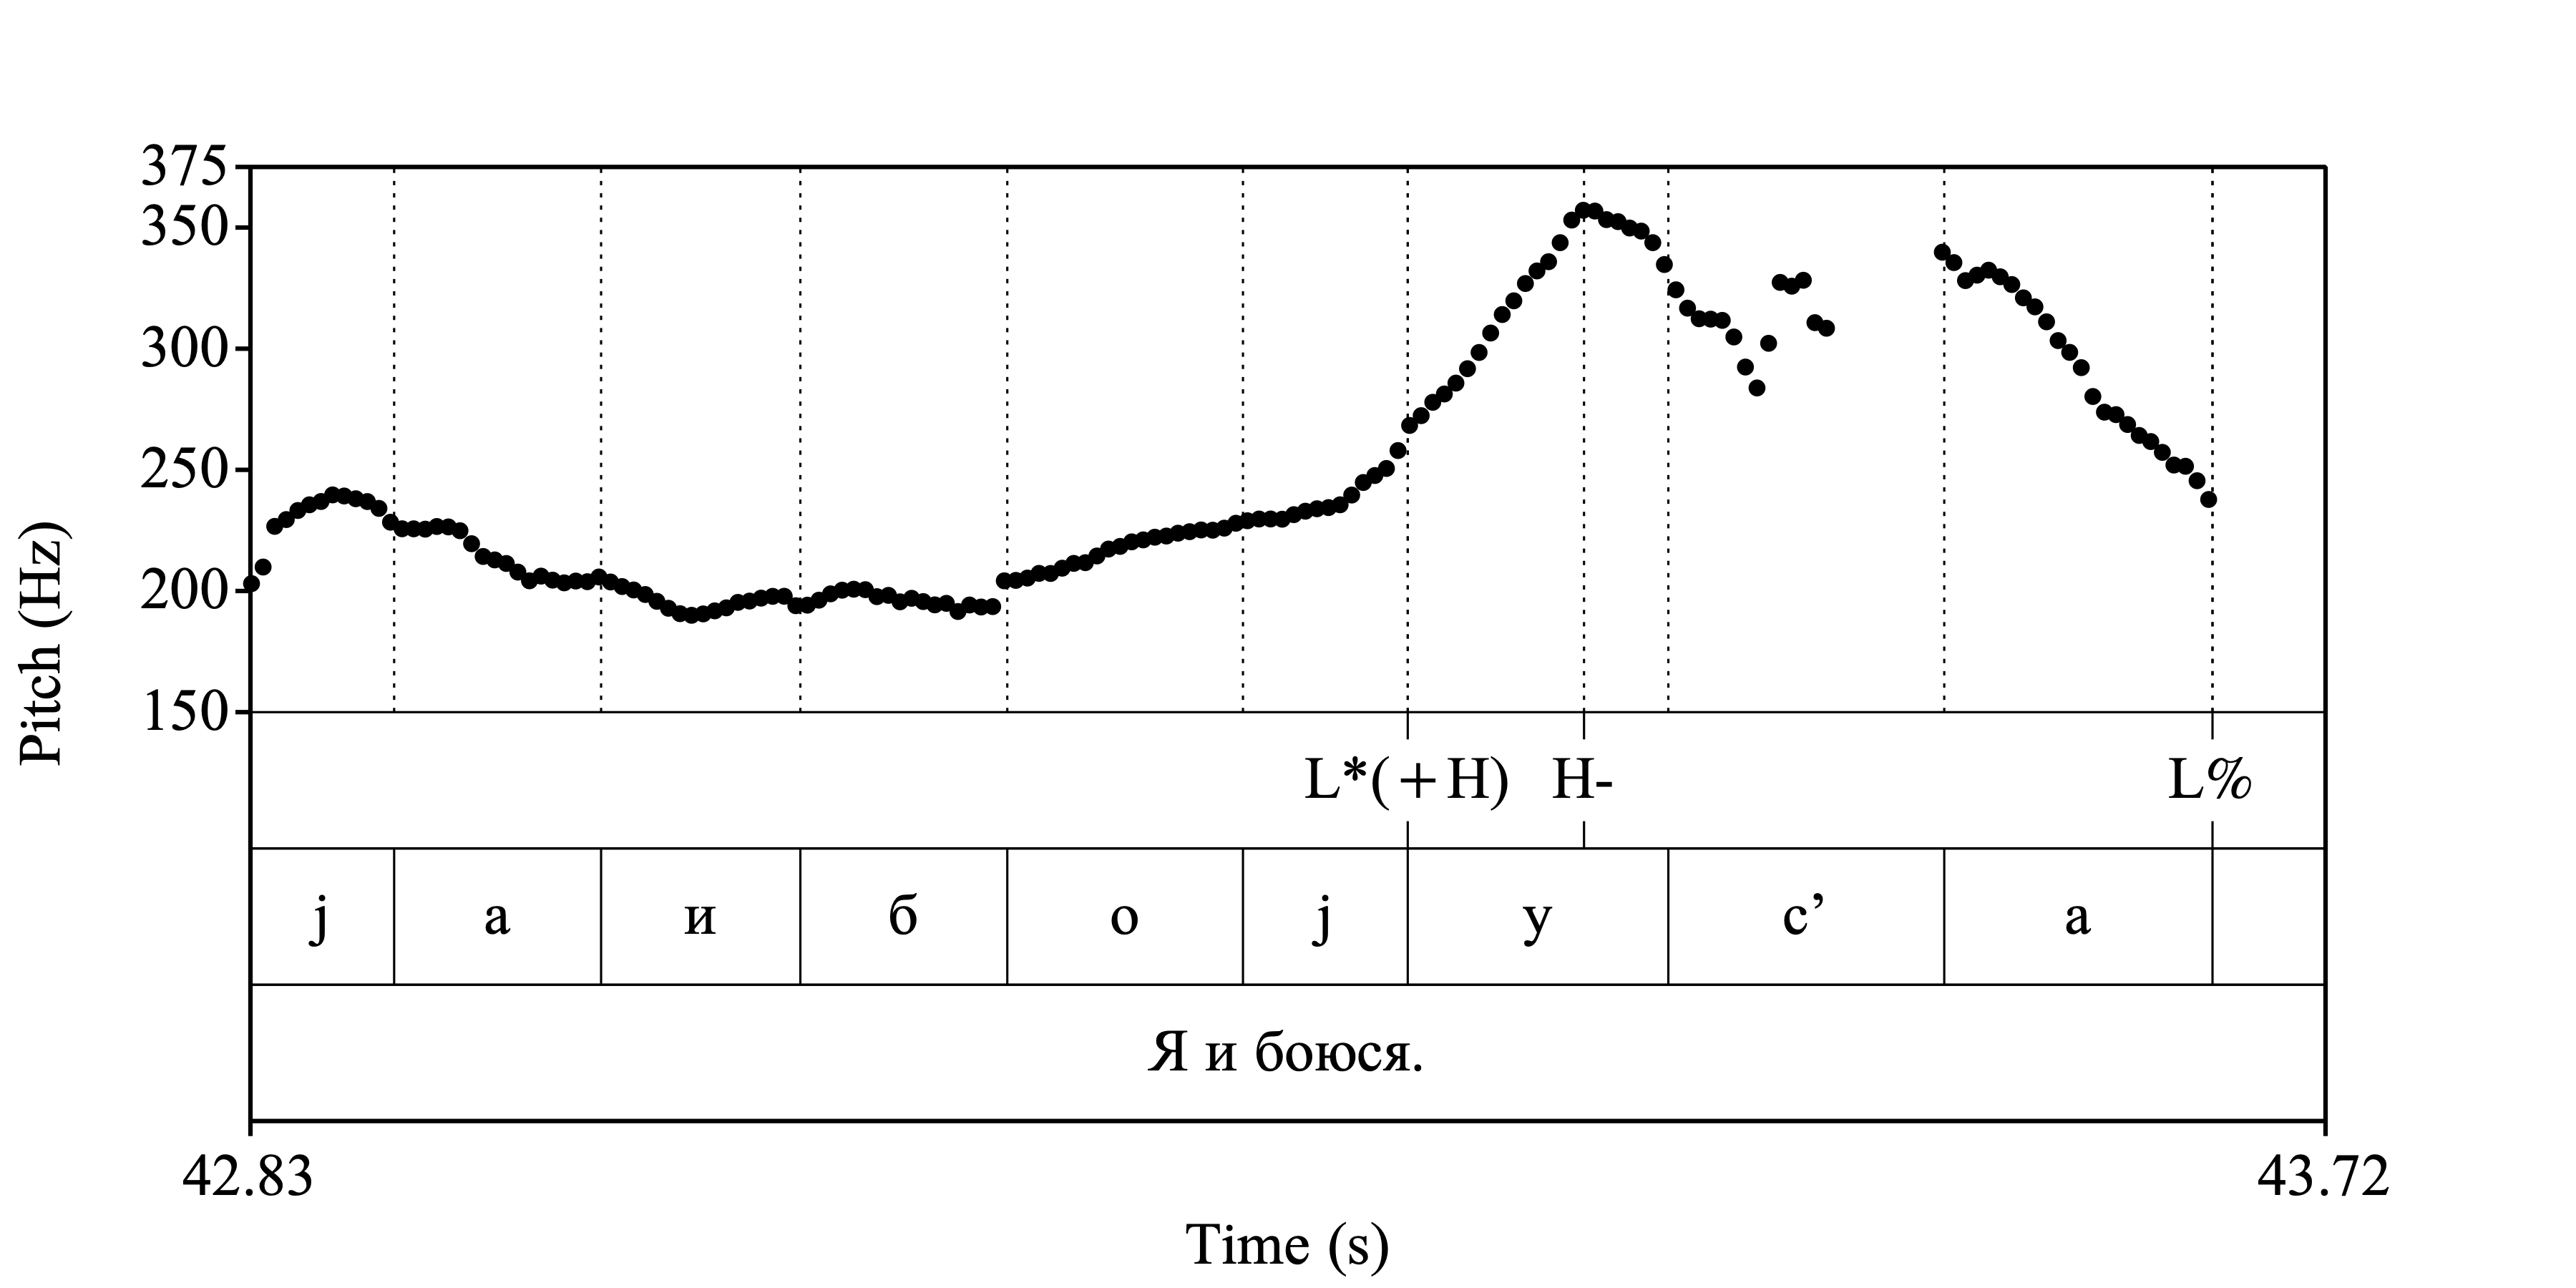 375
350
300
250
200
150
Pitch (Hz)
L*(+H) H- L%
j а и б о j у с’ а
Я и боюся.
42.83 43.72
Time (s)